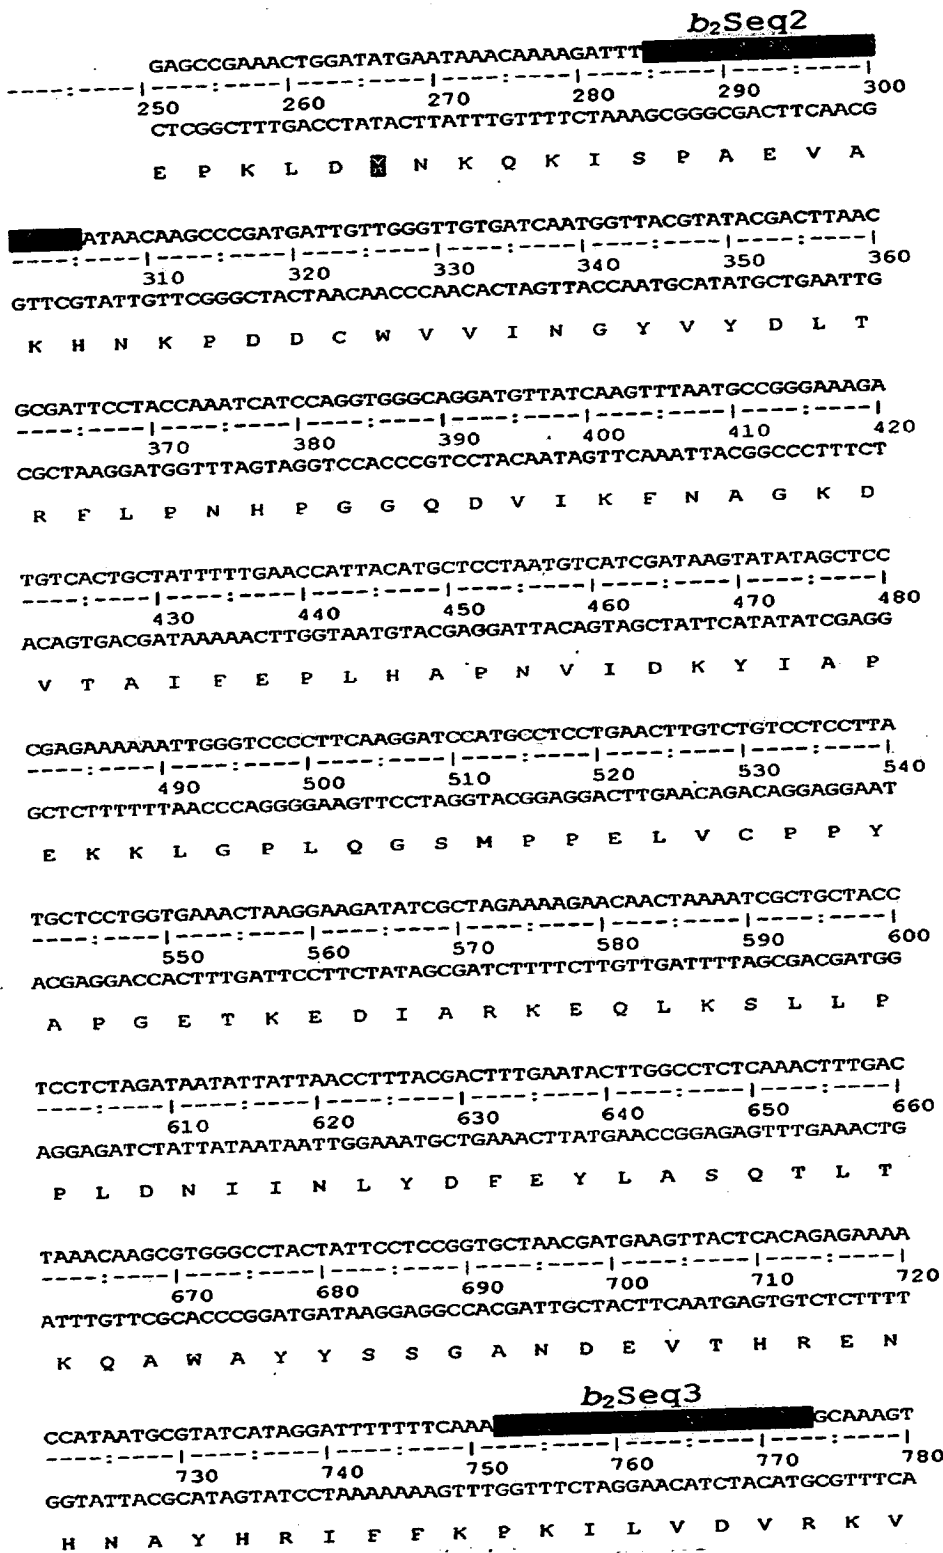 b₂Seq2
GAGCCGAAACTGGATATGAATAAACAAAAGATTT
----:----|----:----|----:----|----:----|----:----|----:----|
250 260 270 280 290 300
CTCGGCTTTGACCTATACTTATTTGTTTTCTAAAGCGGGCGACTTCAACG
E P K L D M N K Q K I S P A E V A
ATAACAAGCCCGATGATTGTTGGGTTGTGATCAATGGTTACGTATACGACTTAAC
----:----|----:----|----:----|----:----|----:----|----:----|
310 320 330 340 350 360
GTTCGTATTGTTCGGGCTACTAACAACCCAACACTAGTTACCAATGCATATGCTGAATTG
K H N K P D D C W V V I N G Y V Y D L T
GCGATTCCTACCAAATCATCCAGGTGGGCAGGATGTTATCAAGTTTAATGCCGGGAAAGA
----:----|----:----|----:----|----:----|----:----|----:----|
370 380 390 400 410 420
CGCTAAGGATGGTTTAGTAGGTCCACCCGTCCTACAATAGTTCAAATTACGGCCCTTTCT
R F L P N H P G G Q D V I K F N A G K D
TGTCACTGCTATTTTTGAACCATTACATGCTCCTAATGTCATCGATAAGTATATAGCTCC
----:----|----:----|----:----|----:----|----:----|----:----|
430 440 450 460 470 480
ACAGTGACGATAAAAACTTGGTAATGTACGAGGATTACAGTAGCTATTCATATATCGAGG
V T A I F E P L H A P N V I D K Y I A P
CGAGAAAAAATTGGGTCCCCTTCAAGGATCCATGCCTCCTGAACTTGTCTGTCCTCCTTA
----:----|----:----|----:----|----:----|----:----|----:----|
490 500 510 520 530 540
GCTCTTTTTTAACCCAGGGGAAGTTCCTAGGTACGGAGGACTTGAACAGACAGGAGGAAT
E K K L G P L Q G S M P P E L V C P P Y
TGCTCCTGGTGAAACTAAGGAAGATATCGCTAGAAAAGAACAACTAAAATCGCTGCTACC
----:----|----:----|----:----|----:----|----:----|----:----|
550 560 570 580 590 600
ACGAGGACCACTTTGATTCCTTCTATAGCGATCTTTTCTTGTTGATTTTAGCGACGATGG
A P G E T K E D I A R K E Q L K S L L P
TCCTCTAGATAATATTATTAACCTTTACGACTTTGAATACTTGGCCTCTCAAACTTTGAC
----:----|----:----|----:----|----:----|----:----|----:----|
610 620 630 640 650 660
AGGAGATCTATTATAATAATTGGAAATGCTGAAACTTATGAACCGGAGAGTTTGAAACTG
P L D N I I N L Y D F E Y L A S Q T L T
TAAACAAGCGTGGGCCTACTATTCCTCCGGTGCTAACGATGAAGTTACTCACAGAGAAAA
----:----|----:----|----:----|----:----|----:----|----:----|
670 680 690 700 710 720
ATTTGTTCGCACCCGGATGATAAGGAGGCCACGATTGCTACTTCAATGAGTGTCTCTTTT
K Q A W A Y Y S S G A N D E V T H R E N
b₂Seq3
CCATAATGCGTATCATAGGATTTTTTTCAAA GCAAAGT
----:----|----:----|----:----|----:----|----:----|----:----|
730 740 750 760 770 780
GGTATTACGCATAGTATCCTAAAAAAAGTTTGGTTTCTAGGAACATCTACATGCGTTTCA
H N A Y H R I F F K P K I L V D V R K V